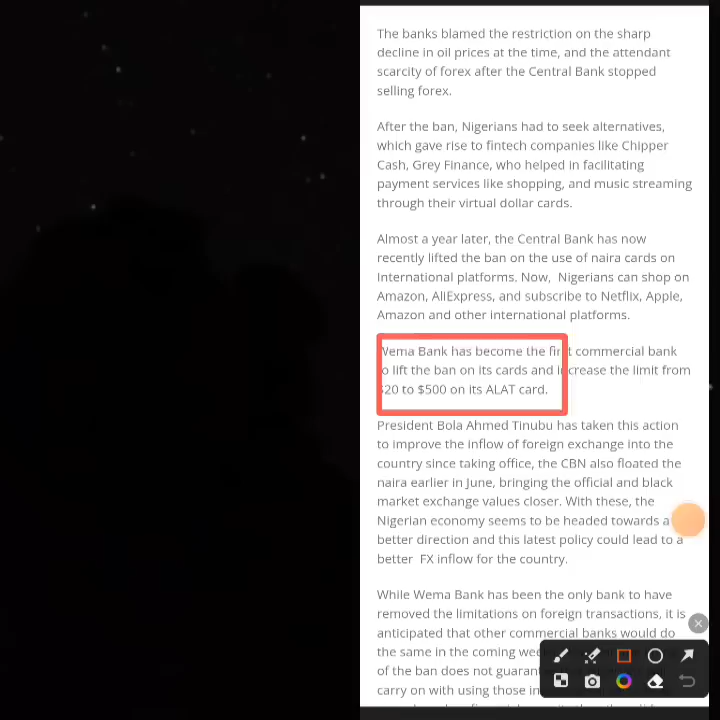 The banks blamed the restriction on the sharp
decline in oil prices at the time, and the attendant
scarcity of forex after the Central Bank stopped
selling forex.
After the ban, Nigerians had to seek alternatives,
which gave rise to fintech companies like Chipper
Cash, Grey Finance, who helped in facilitating
payment services like shopping, and music streaming
through their virtual dollar cards.
Almost a year later, the Central Bank has now
recently lifted the ban on the use of naira cards on
International platforms. Now, Nigerians can shop on
Amazon, AliExpress, and subscribe to Netflix, Apple,
Amazon and other international platforms.
Wema Bank has become the first commercial bank
to lift the ban on its cards and increase the limit from
$20 to $500 on its ALAT card.
President Bola Ahmed Tinubu has taken this action
to improve the inflow of foreign exchange into the
country since taking office, the CBN also floated the
naira earlier in June, bringing the official and black
market exchange values closer. With these, the
Nigerian economy seems to be headed towards a
better direction and this latest policy could lead to a
better FX inflow for the country.
While Wema Bank has been the only bank to have
removed the limitations on foreign transactions, it is
anticipated that other commercial banks would do
the same in the coming
of the ban does not
carry on with using those